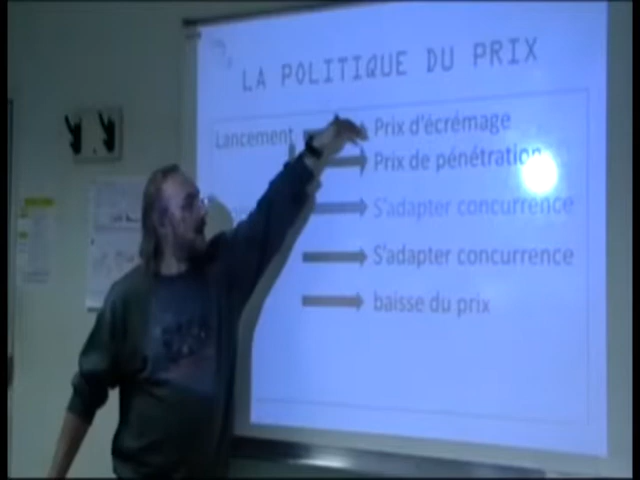 LA POLITIQUE DU PRIX
Lancement Prix d'écrémage
Prix de pénétration
S'adapter concurrence
S'adapter concurrence
baisse du prix